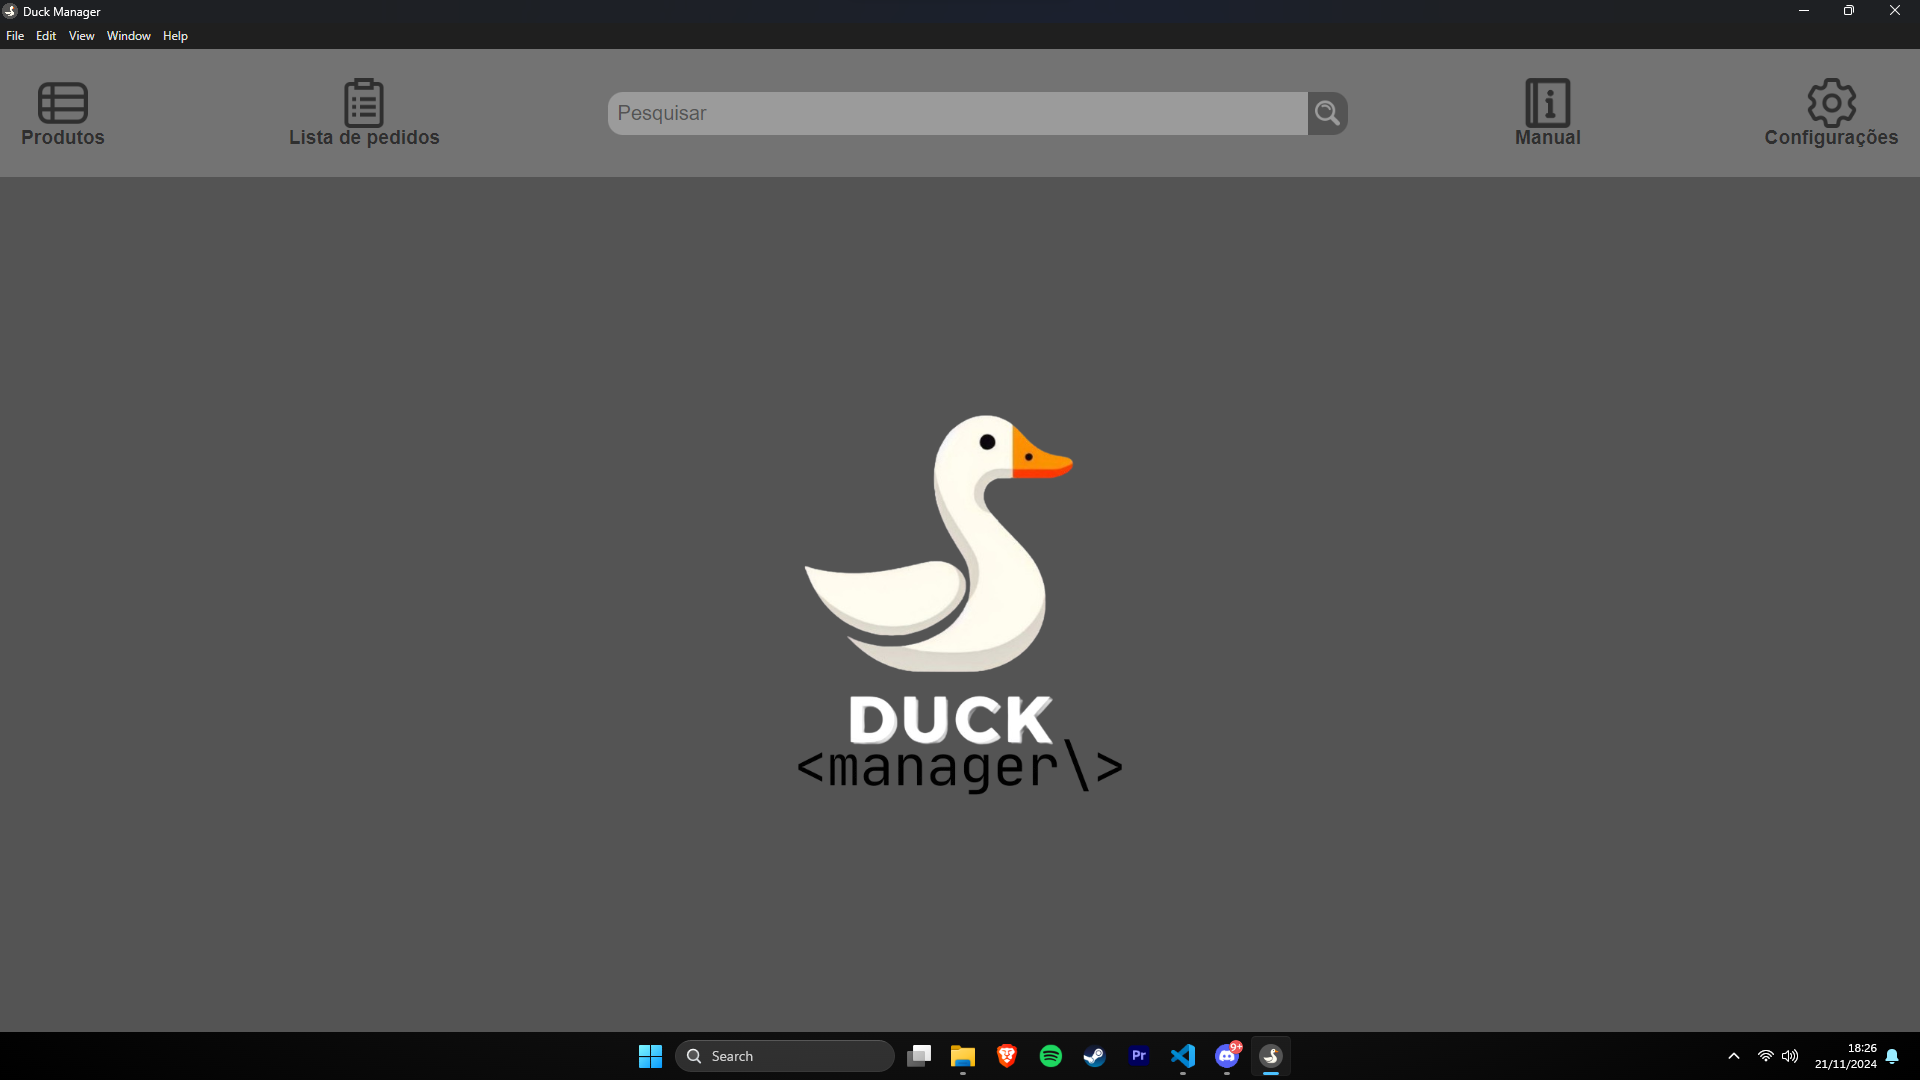 Duck Manager
File Edit View Window Help
Produtos
Lista de pedidos
Pesquisar
Manual
Configurações
DUCK
<manager\>
Search
Pr
9+
18:26
21/11/2024